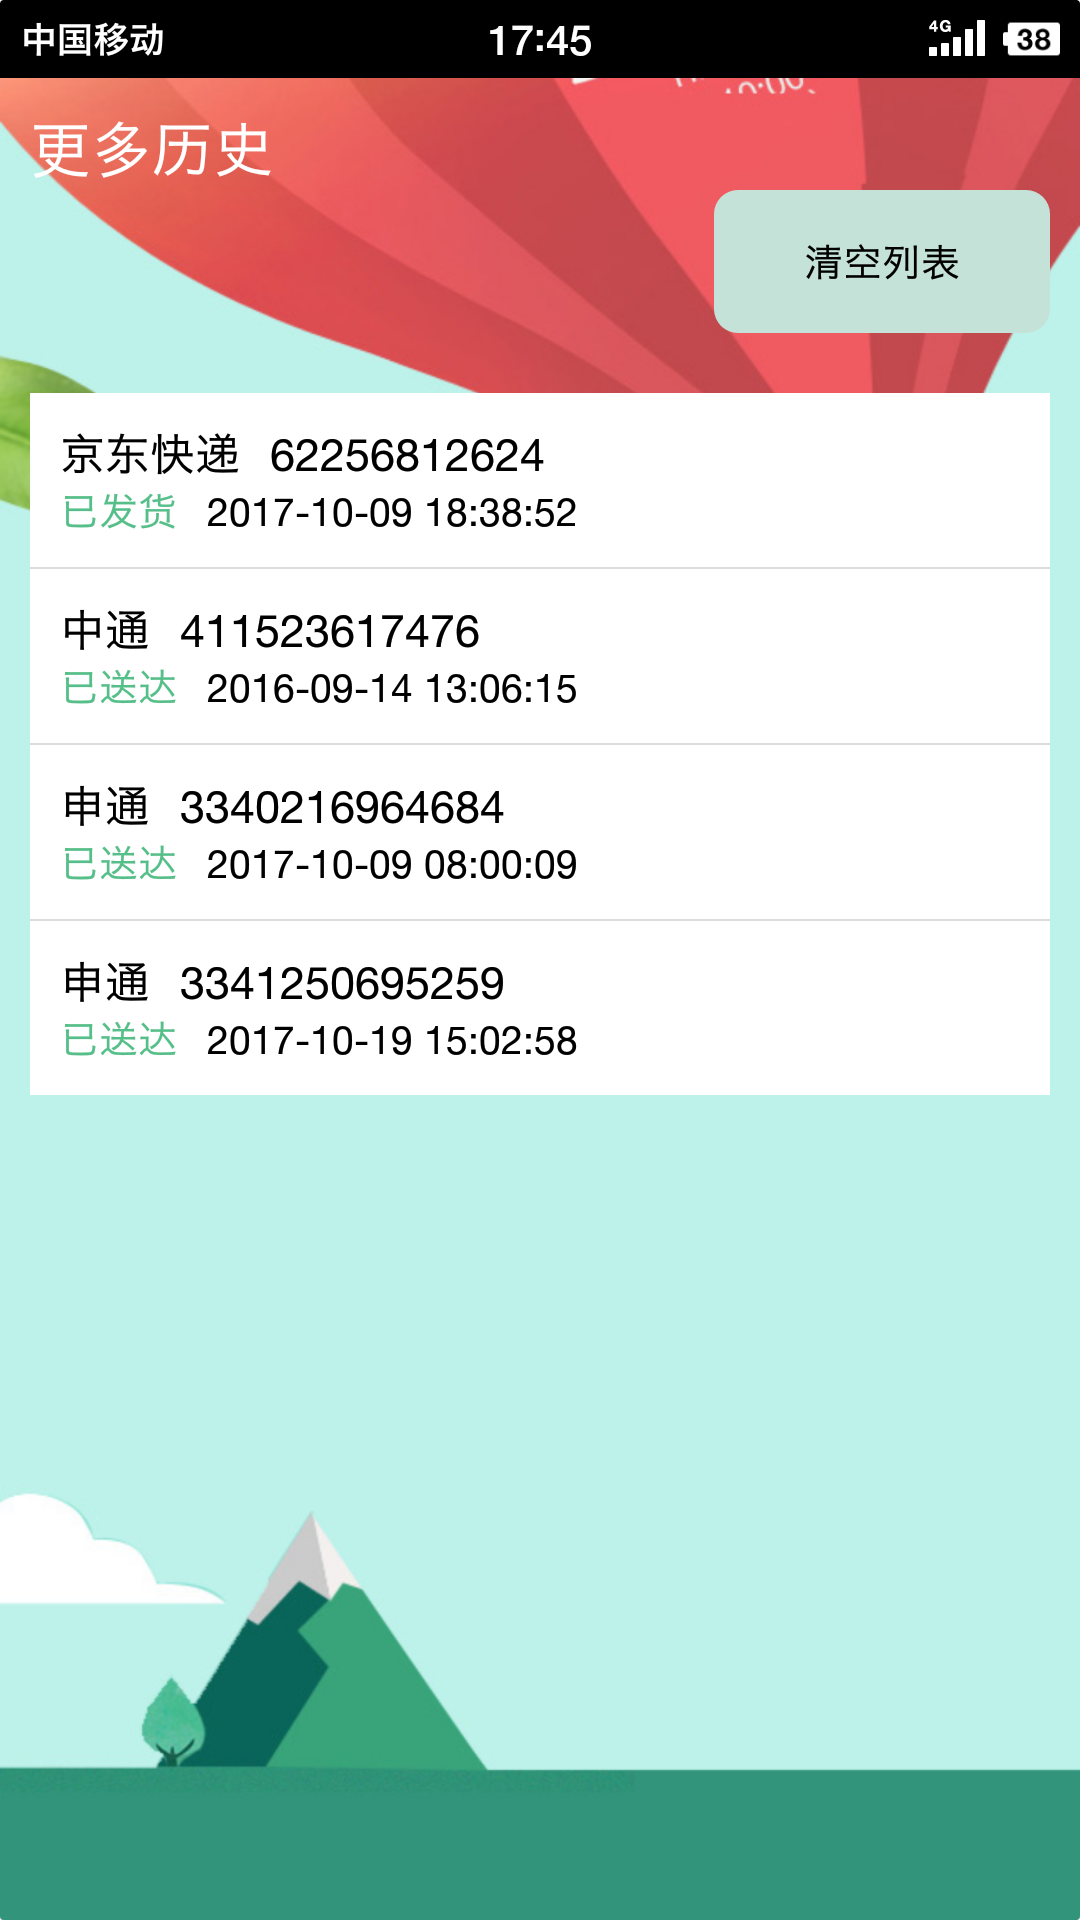 中国移动 17:45 4G 38
更多历史
清空列表
京东快递 62256812624
已发货 2017-10-09 18:38:52
中通 411523617476
已送达 2016-09-14 13:06:15
申通 3340216964684
已送达 2017-10-09 08:00:09
申通 3341250695259
已送达 2017-10-19 15:02:58